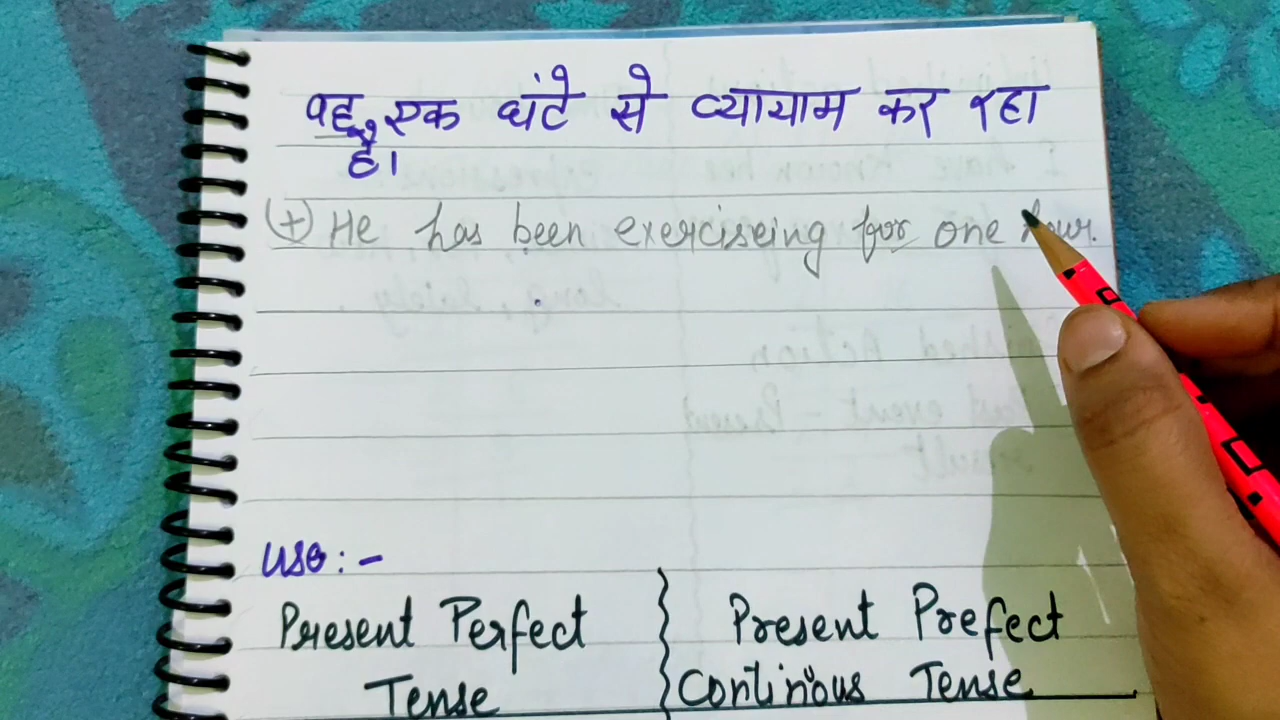 वह एक घंटे से व्यायाम कर रहा
है।
(+) He has been exerciseing for one hour.
use :-
Present Perfect
Tense
Present Prefect
Continous Tense